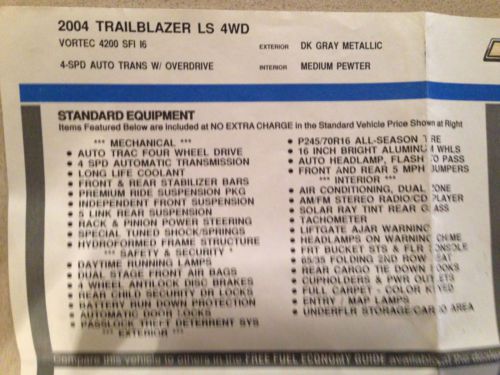 2004 TRAILBLAZER LS 4WD
VORTEC 4200 SFI I6
EXTERIOR DK GRAY METALLIC
4-SPD AUTO TRANS W/ OVERDRIVE
INTERIOR MEDIUM PEWTER
STANDARD EQUIPMENT
Items Featured Below are Included at NO EXTRA CHARGE in the Standard Vehicle Price Shown at Right
*** MECHANICAL ***
• AUTO TRAC FOUR WHEEL DRIVE
• 4 SPD AUTOMATIC TRANSMISSION
• LONG LIFE COOLANT
• FRONT & REAR STABILIZER BARS
• PREMIUM RIDE SUSPENSION PKG
• INDEPENDENT FRONT SUSPENSION
• 5 LINK REAR SUSPENSION
• RACK & PINION POWER STEERING
• SPECIAL TUNED SHOCK/SPRINGS
• HYDROFORMED FRAME STRUCTURE
*** SAFETY & SECURITY *
• DAYTIME RUNNING LAMPS
• DUAL STAGE FRONT AIR BAGS
• 4 WHEEL ANTILOCK DISC BRAKES
• REAR CHILD SECURITY DR LOCKS
• BATTERY RUN DOWN PROTECTION
• AUTOMATIC DOOR LOCKS
• PASSLOCK THEFT DETERRENT SYS
*** EXTERIOR ***
• P245/70R16 ALL-SEASON RE
• 16 INCH BRIGHT ALUMIN WHLS
• AUTO HEADLAMP, FLASH TO PASS
• FRONT AND REAR 5 MPH UMPERS
*** INTERIOR ***
• AIR CONDITIONING, DUAL ONE
• AM/FM STEREO RADIO/CD PLAYER
• SOLAR RAY TINT REAR G ASS
• TACHOMETER
• LIFTGATE AJAR WARNING
• HEADLAMPS ON WARNING CHIME
• FRT BUCKET STS & FLR CONSOLE
• 65/35 FOLDING 2ND ROW EAT
• REAR CARGO TIE DOWN OOKS
• CUPHOLDERS & PWR OUT ETS
• FULL CARPET - COLOR KEYED
• ENTRY / MAP LAMPS
• UNDERFLR STORAGE/CARGO AREA
Compare this vehicle to others in the FREE FUEL ECONOMY GUIDE available at the dealer